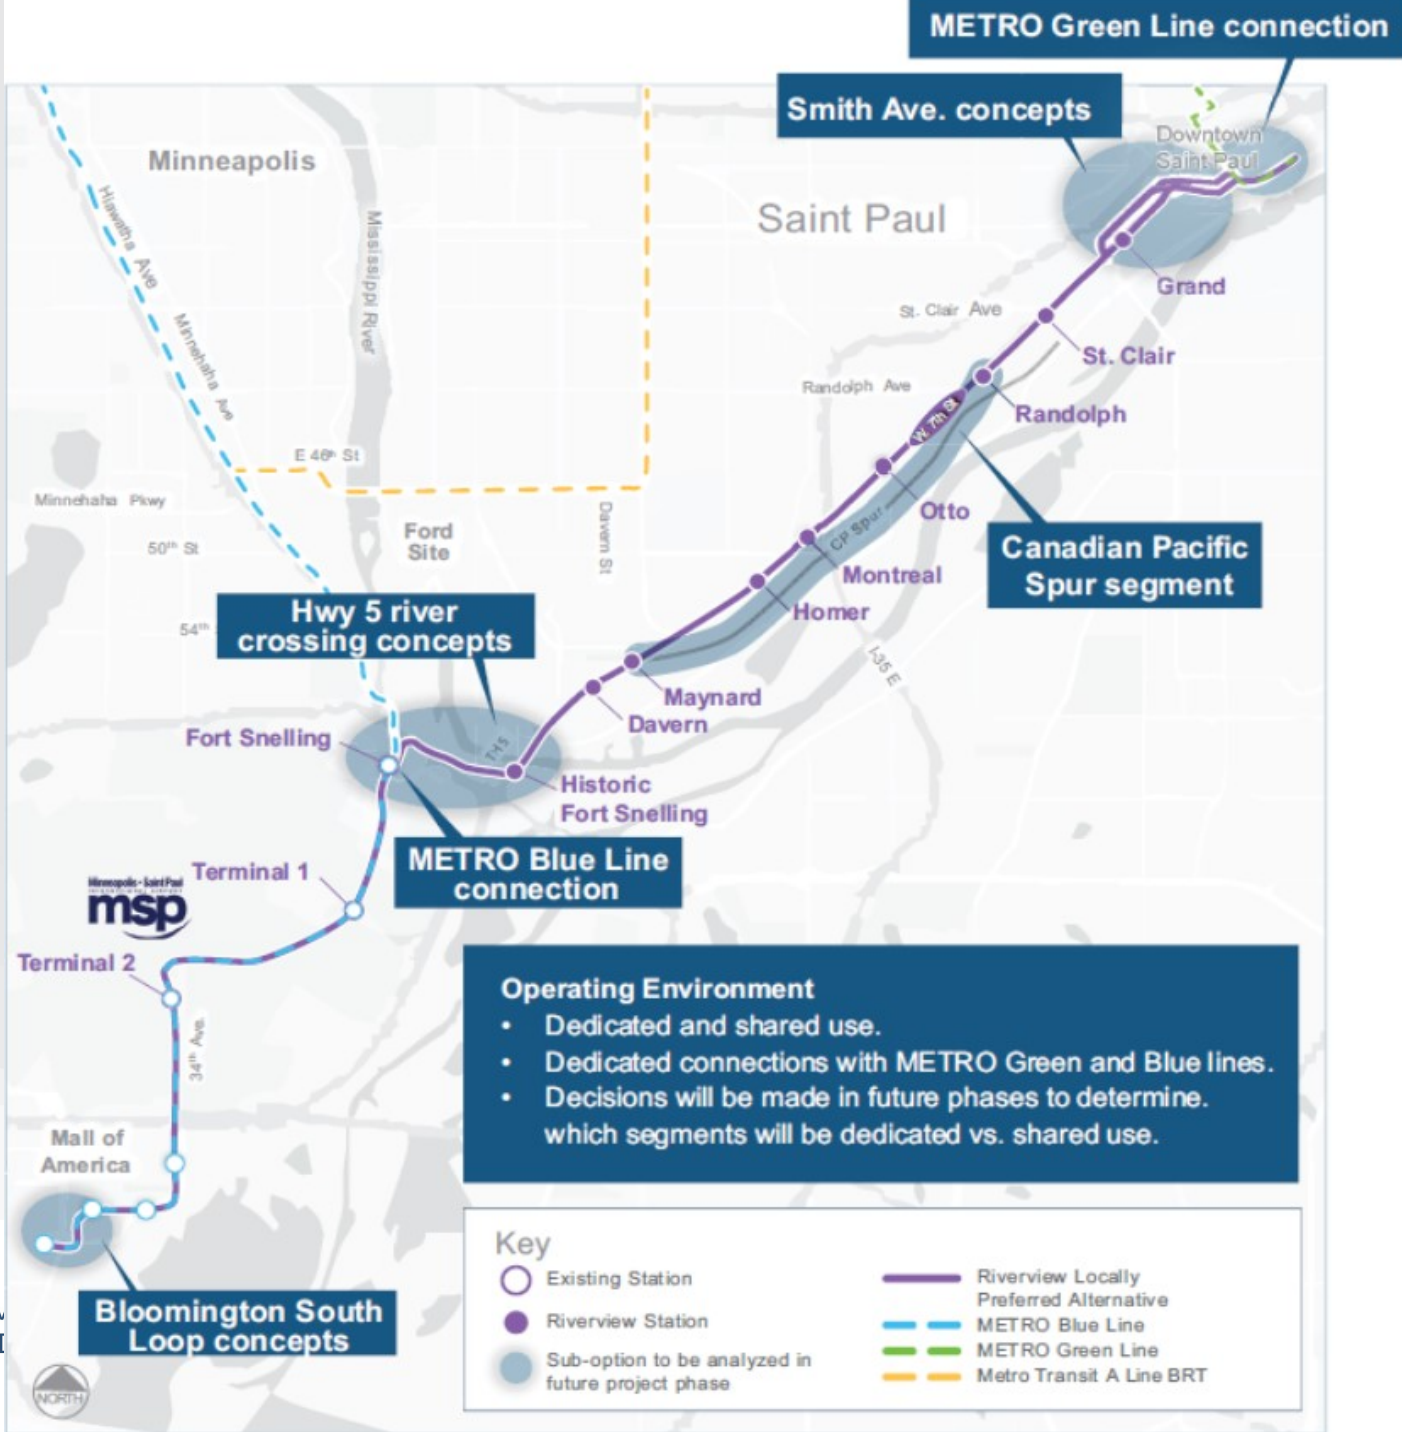 METRO Green Line connection
Smith Ave. concepts
Downtown
Saint Paul
Minneapolis
Saint Paul
Hiawatha Ave
Mississippi River
Minnehaha Ave
Grand
St. Clair Ave
St. Clair
Randolph Ave
Randolph
W. 7th St
E 46th St
Minnehaha Pkwy
Otto
Ford
Site
Davern St
50th St
CP Spur
Canadian Pacific
Spur segment
Montreal
Homer
Hwy 5 river
crossing concepts
54th
I-35 E
Maynard
Davern
Fort Snelling
TH 5
Historic
Fort Snelling
METRO Blue Line
connection
Terminal 1
Minneapolis - Saint Paul
msp
Terminal 2
34th Ave.
Operating Environment
• Dedicated and shared use.
• Dedicated connections with METRO Green and Blue lines.
• Decisions will be made in future phases to determine.
which segments will be dedicated vs. shared use.
Mall of
America
Bloomington South
Loop concepts
NORTH
Key
Existing Station
Riverview Station
Sub-option to be analyzed in
future project phase
Riverview Locally
Preferred Alternative
METRO Blue Line
METRO Green Line
Metro Transit A Line BRT